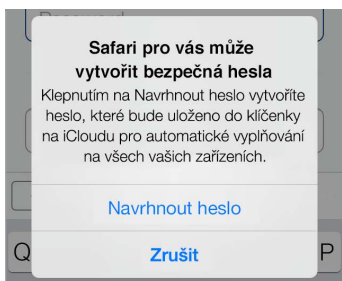 Password
Safari pro vás může
vytvořit bezpečná hesla
Klepnutím na Navrhnout heslo vytvoříte
heslo, které bude uloženo do klíčenky
na iCloudu pro automatické vyplňování
na všech vašich zařízeních.
Navrhnout heslo
Q
Zrušit
P